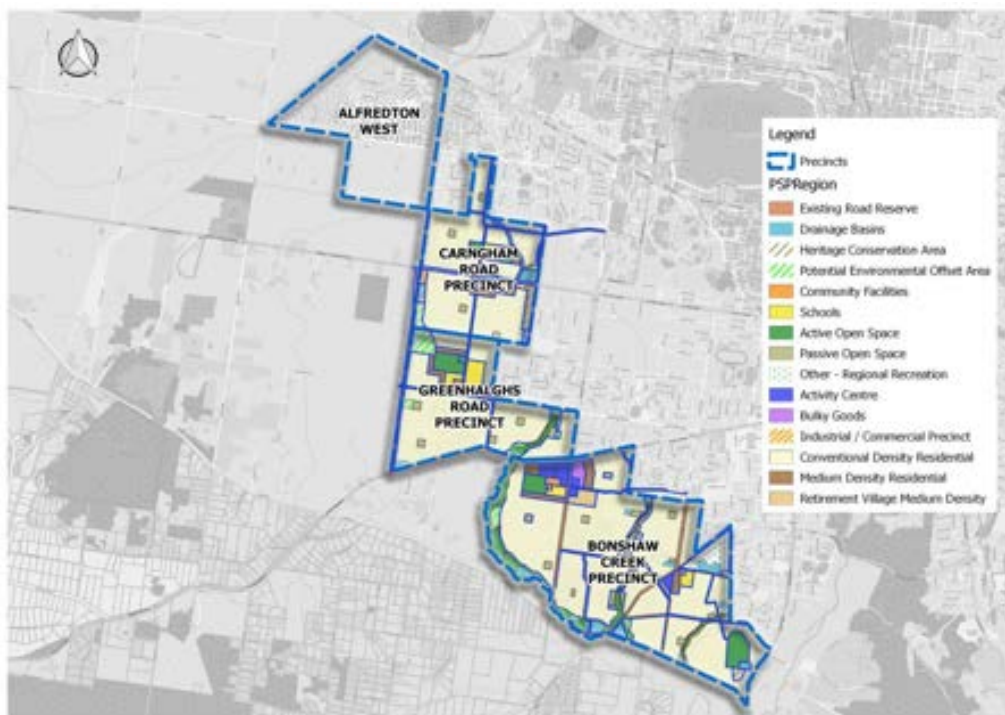 ALFREDTON
WEST
CARNGHAM
ROAD
PRECINCT
GREENHALGHS
ROAD
PRECINCT
BONSHAW
CREEK
PRECINCT
Legend
Precincts
PSPRegion
Existing Road Reserve
Drainage Basins
Heritage Conservation Area
Potential Environmental Offset Area
Community Facilities
Schools
Active Open Space
Passive Open Space
Other - Regional Recreation
Activity Centre
Bulky Goods
Industrial / Commercial Precinct
Conventional Density Residential
Medium Density Residential
Retirement Village Medium Density